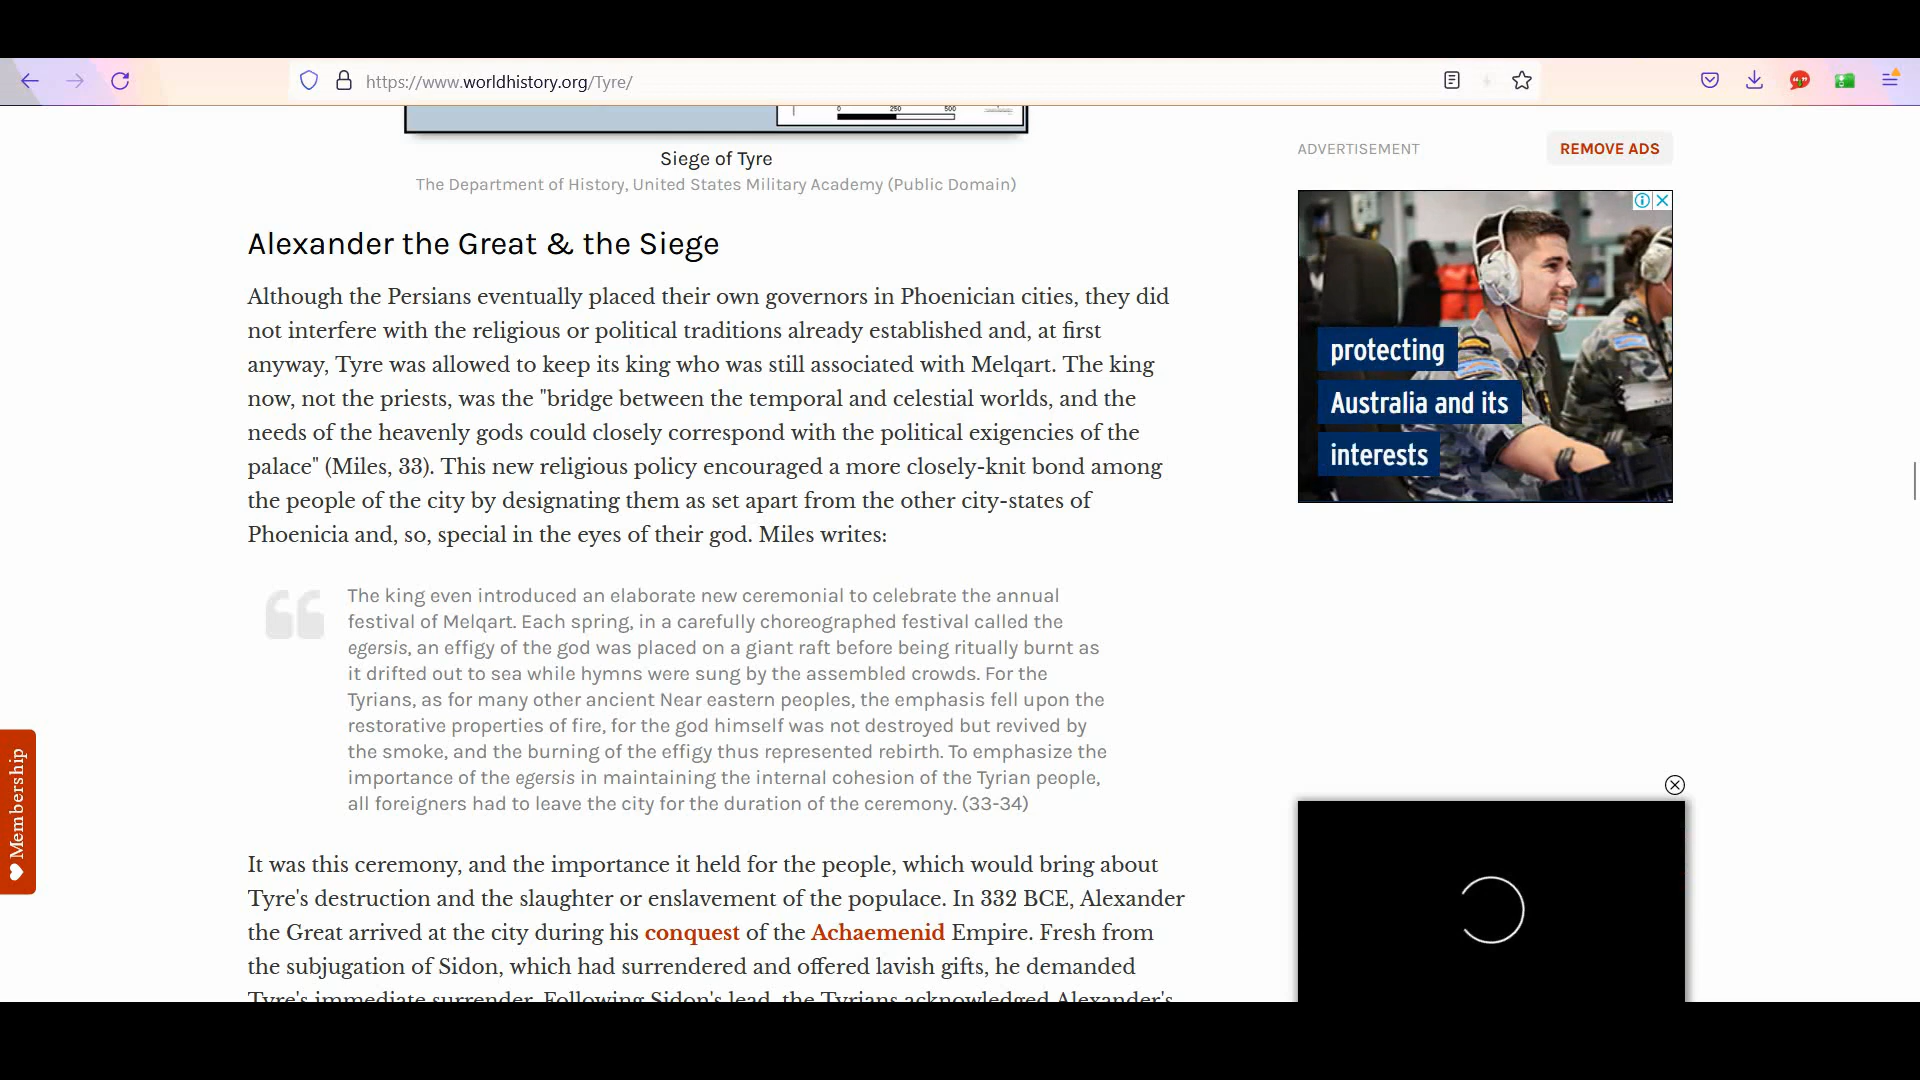 https://www.worldhistory.org/Tyre/
0 250 500
Siege of Tyre
The Department of History, United States Military Academy (Public Domain)
ADVERTISEMENT
REMOVE ADS
Alexander the Great & the Siege
Although the Persians eventually placed their own governors in Phoenician cities, they did
not interfere with the religious or political traditions already established and, at first
anyway, Tyre was allowed to keep its king who was still associated with Melqart. The king
now, not the priests, was the "bridge between the temporal and celestial worlds, and the
needs of the heavenly gods could closely correspond with the political exigencies of the
palace" (Miles, 33). This new religious policy encouraged a more closely-knit bond among
the people of the city by designating them as set apart from the other city-states of
Phoenicia and, so, special in the eyes of their god. Miles writes:
The king even introduced an elaborate new ceremonial to celebrate the annual
festival of Melqart. Each spring, in a carefully choreographed festival called the
egersis, an effigy of the god was placed on a giant raft before being ritually burnt as
it drifted out to sea while hymns were sung by the assembled crowds. For the
Tyrians, as for many other ancient Near eastern peoples, the emphasis fell upon the
restorative properties of fire, for the god himself was not destroyed but revived by
the smoke, and the burning of the effigy thus represented rebirth. To emphasize the
importance of the egersis in maintaining the internal cohesion of the Tyrian people,
all foreigners had to leave the city for the duration of the ceremony. (33-34)
It was this ceremony, and the importance it held for the people, which would bring about
Tyre's destruction and the slaughter or enslavement of the populace. In 332 BCE, Alexander
the Great arrived at the city during his conquest of the Achaemenid Empire. Fresh from
the subjugation of Sidon, which had surrendered and offered lavish gifts, he demanded
Tyre's immediate surrender. Following Sidon's lead, the Tyrians acknowledged Alexander's
protecting
Australia and its
interests
Membership